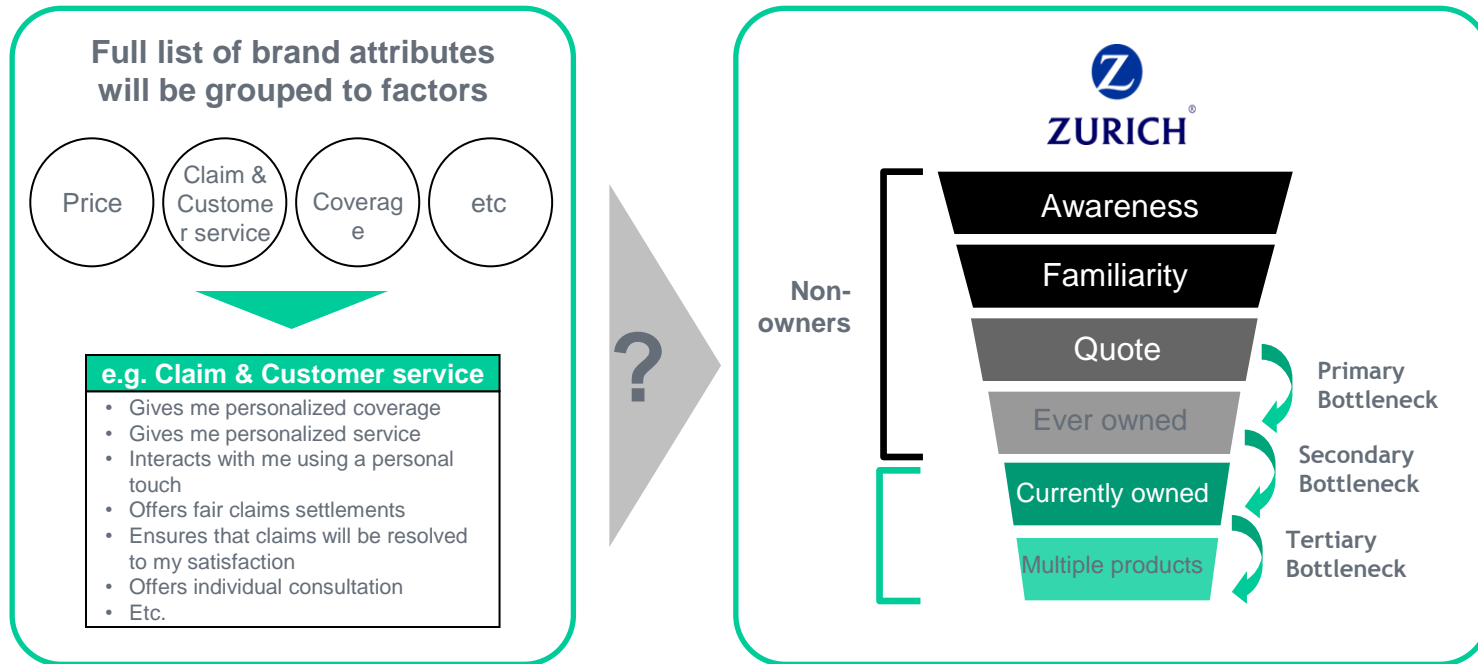 Full list of brand attributes
will be grouped to factors
Price
Claim &
Custome
r service
Coverag
e
etc
e.g. Claim & Customer service
• Gives me personalized coverage
• Gives me personalized service
• Interacts with me using a personal
touch
• Offers fair claims settlements
• Ensures that claims will be resolved
to my satisfaction
• Offers individual consultation
• Etc.
?
Z
ZURICH®
Non-
owners
Awareness
Familiarity
Quote
Ever owned
Currently owned
Multiple products
Primary
Bottleneck
Secondary
Bottleneck
Tertiary
Bottleneck